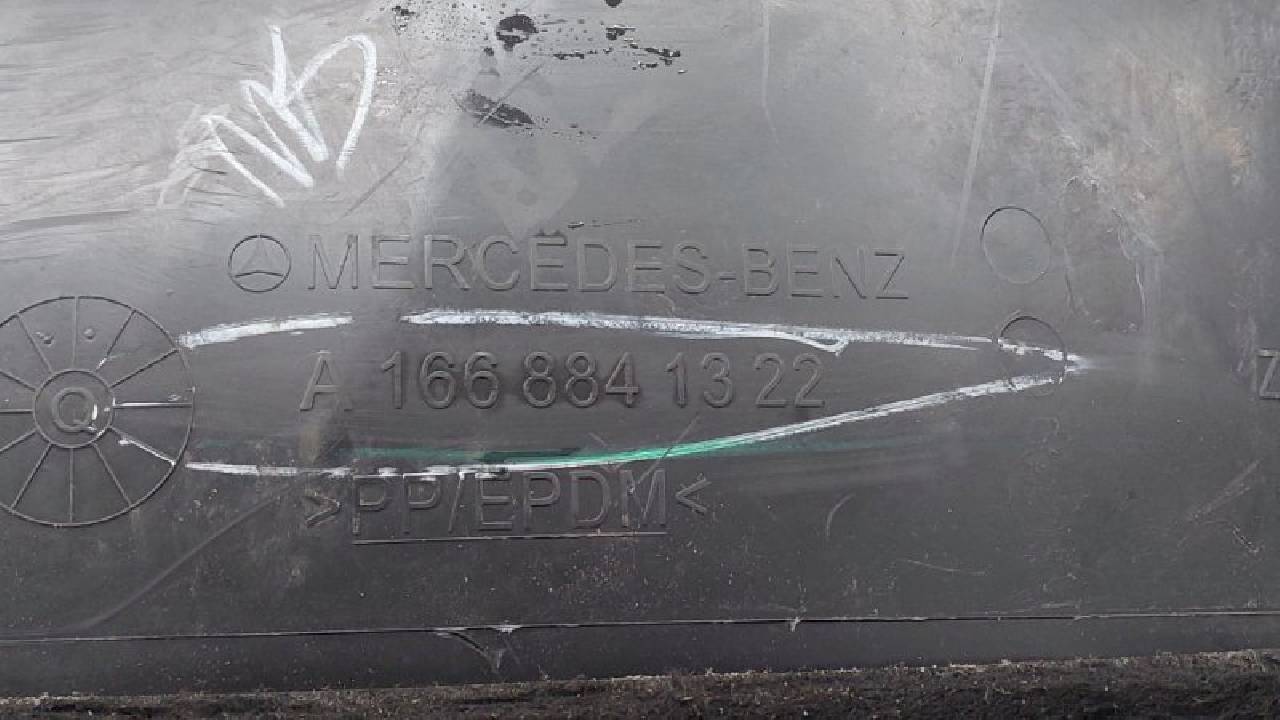 MERCEDES-BENZ
A 166 884 13 22
Q
>PP/EPDM<